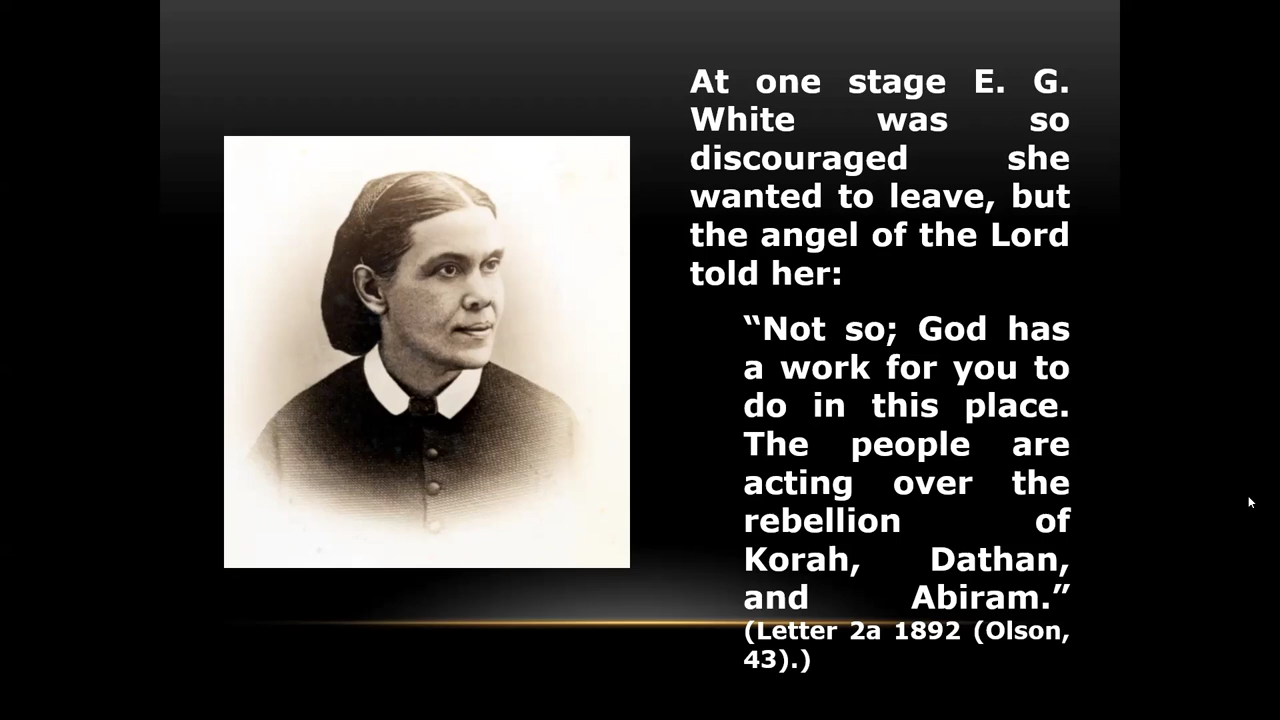 At one stage E. G.
White was so
discouraged she
wanted to leave, but
the angel of the Lord
told her:
“Not so; God has
a work for you to
do in this place.
The people are
acting over the
rebellion of
Korah, Dathan,
and Abiram.”
(Letter 2a 1892 (Olson,
43).)